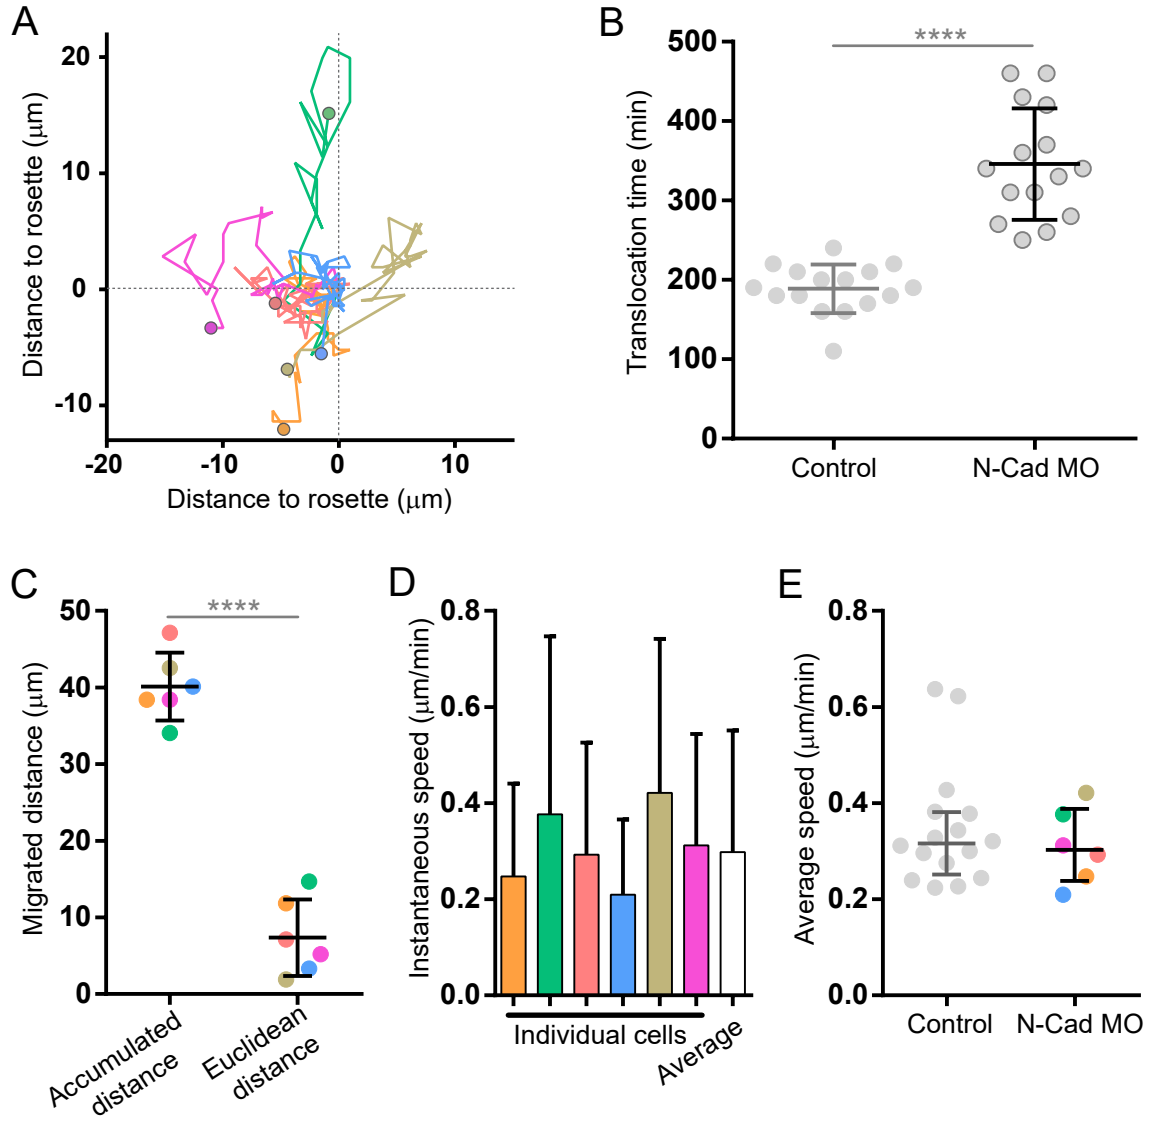 A
Distance to rosette (μm)
20
10
0
-10
-20
-10
0
10
Distance to rosette (μm)
B
Translocation time (min)
500
400
300
200
100
0
****
Control
N-Cad MO
C
Migrated distance (μm)
50
40
30
20
10
0
****
Accumulated
distance
Euclidean
distance
D
Instantaneous speed (μm/min)
0.8
0.6
0.4
0.2
0.0
Individual cells
Average
E
Average speed (μm/min)
0.8
0.6
0.4
0.2
0.0
Control
N-Cad MO